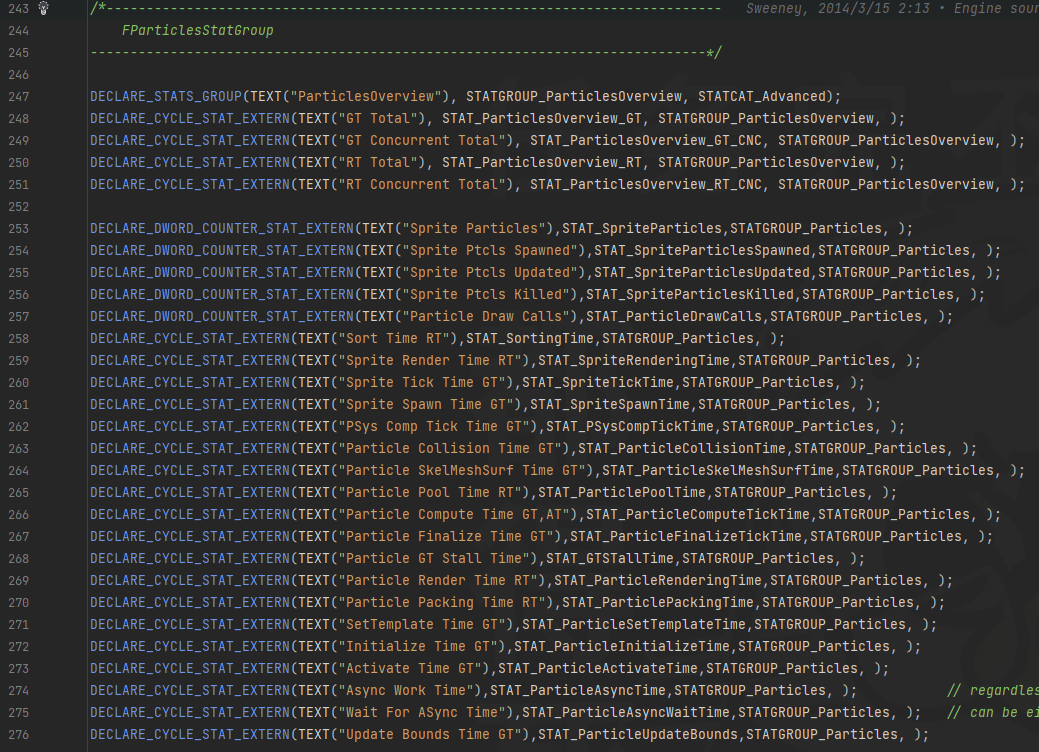 243 /*----------------------------------------------------------------------------- Sweeney, 2014/3/15 2:13 • Engine sour
244 FParticlesStatGroup
245 -----------------------------------------------------------------------------*/
246
247 DECLARE_STATS_GROUP(TEXT("ParticlesOverview"), STATGROUP_ParticlesOverview, STATCAT_Advanced);
248 DECLARE_CYCLE_STAT_EXTERN(TEXT("GT Total"), STAT_ParticlesOverview_GT, STATGROUP_ParticlesOverview, );
249 DECLARE_CYCLE_STAT_EXTERN(TEXT("GT Concurrent Total"), STAT_ParticlesOverview_GT_CNC, STATGROUP_ParticlesOverview, );
250 DECLARE_CYCLE_STAT_EXTERN(TEXT("RT Total"), STAT_ParticlesOverview_RT, STATGROUP_ParticlesOverview, );
251 DECLARE_CYCLE_STAT_EXTERN(TEXT("RT Concurrent Total"), STAT_ParticlesOverview_RT_CNC, STATGROUP_ParticlesOverview, );
252
253 DECLARE_DWORD_COUNTER_STAT_EXTERN(TEXT("Sprite Particles"),STAT_SpriteParticles,STATGROUP_Particles, );
254 DECLARE_DWORD_COUNTER_STAT_EXTERN(TEXT("Sprite Ptcls Spawned"),STAT_SpriteParticlesSpawned,STATGROUP_Particles, );
255 DECLARE_DWORD_COUNTER_STAT_EXTERN(TEXT("Sprite Ptcls Updated"),STAT_SpriteParticlesUpdated,STATGROUP_Particles, );
256 DECLARE_DWORD_COUNTER_STAT_EXTERN(TEXT("Sprite Ptcls Killed"),STAT_SpriteParticlesKilled,STATGROUP_Particles, );
257 DECLARE_DWORD_COUNTER_STAT_EXTERN(TEXT("Particle Draw Calls"),STAT_ParticleDrawCalls,STATGROUP_Particles, );
258 DECLARE_CYCLE_STAT_EXTERN(TEXT("Sort Time RT"),STAT_SortingTime,STATGROUP_Particles, );
259 DECLARE_CYCLE_STAT_EXTERN(TEXT("Sprite Render Time RT"),STAT_SpriteRenderingTime,STATGROUP_Particles, );
260 DECLARE_CYCLE_STAT_EXTERN(TEXT("Sprite Tick Time GT"),STAT_SpriteTickTime,STATGROUP_Particles, );
261 DECLARE_CYCLE_STAT_EXTERN(TEXT("Sprite Spawn Time GT"),STAT_SpriteSpawnTime,STATGROUP_Particles, );
262 DECLARE_CYCLE_STAT_EXTERN(TEXT("PSys Comp Tick Time GT"),STAT_PSysCompTickTime,STATGROUP_Particles, );
263 DECLARE_CYCLE_STAT_EXTERN(TEXT("Particle Collision Time GT"),STAT_ParticleCollisionTime,STATGROUP_Particles, );
264 DECLARE_CYCLE_STAT_EXTERN(TEXT("Particle SkelMeshSurf Time GT"),STAT_ParticleSkelMeshSurfTime,STATGROUP_Particles, );
265 DECLARE_CYCLE_STAT_EXTERN(TEXT("Particle Pool Time RT"),STAT_ParticlePoolTime,STATGROUP_Particles, );
266 DECLARE_CYCLE_STAT_EXTERN(TEXT("Particle Compute Time GT,AT"),STAT_ParticleComputeTickTime,STATGROUP_Particles, );
267 DECLARE_CYCLE_STAT_EXTERN(TEXT("Particle Finalize Time GT"),STAT_ParticleFinalizeTickTime,STATGROUP_Particles, );
268 DECLARE_CYCLE_STAT_EXTERN(TEXT("Particle GT Stall Time"),STAT_GTSTallTime,STATGROUP_Particles, );
269 DECLARE_CYCLE_STAT_EXTERN(TEXT("Particle Render Time RT"),STAT_ParticleRenderingTime,STATGROUP_Particles, );
270 DECLARE_CYCLE_STAT_EXTERN(TEXT("Particle Packing Time RT"),STAT_ParticlePackingTime,STATGROUP_Particles, );
271 DECLARE_CYCLE_STAT_EXTERN(TEXT("SetTemplate Time GT"),STAT_ParticleSetTemplateTime,STATGROUP_Particles, );
272 DECLARE_CYCLE_STAT_EXTERN(TEXT("Initialize Time GT"),STAT_ParticleInitializeTime,STATGROUP_Particles, );
273 DECLARE_CYCLE_STAT_EXTERN(TEXT("Activate Time GT"),STAT_ParticleActivateTime,STATGROUP_Particles, );
274 DECLARE_CYCLE_STAT_EXTERN(TEXT("Async Work Time"),STAT_ParticleAsyncTime,STATGROUP_Particles, ); // regardles
275 DECLARE_CYCLE_STAT_EXTERN(TEXT("Wait For ASync Time"),STAT_ParticleAsyncWaitTime,STATGROUP_Particles, ); // can be ei
276 DECLARE_CYCLE_STAT_EXTERN(TEXT("Update Bounds Time GT"),STAT_ParticleUpdateBounds,STATGROUP_Particles, );